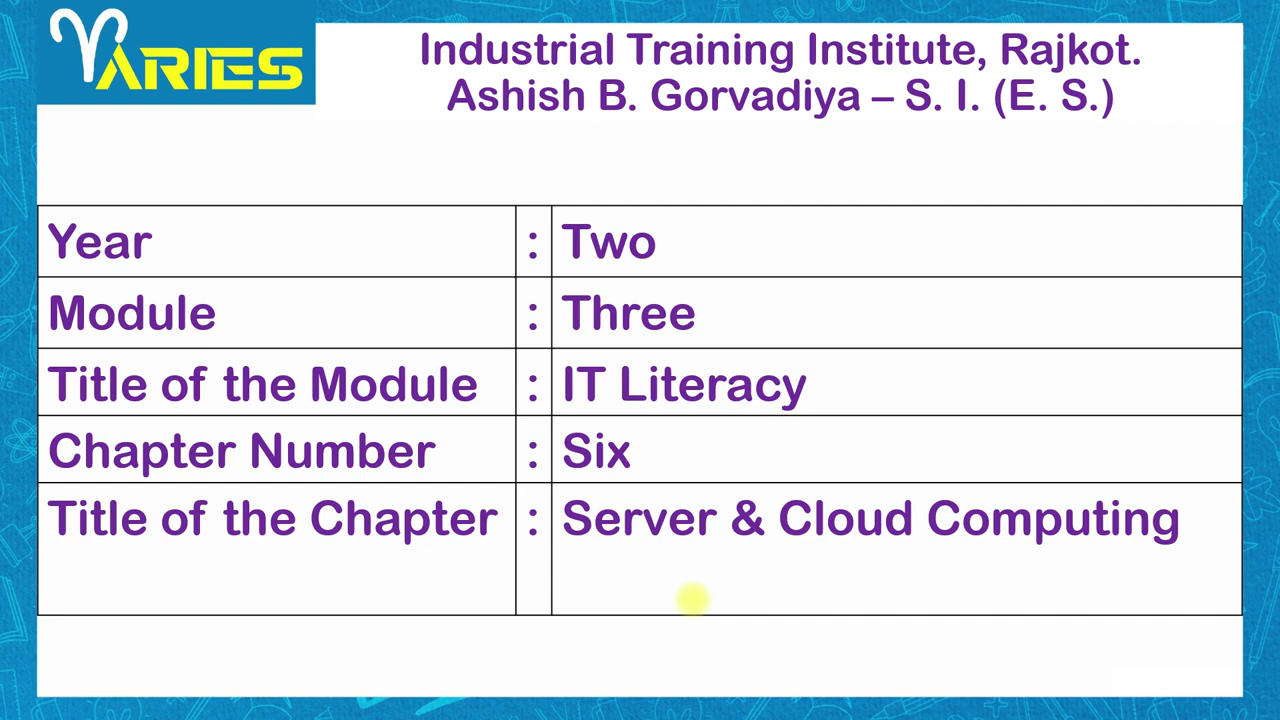 ARIES
Industrial Training Institute, Rajkot.
Ashish B. Gorvadiya – S. I. (E. S.)
Year : Two
Module : Three
Title of the Module : IT Literacy
Chapter Number : Six
Title of the Chapter : Server & Cloud Computing